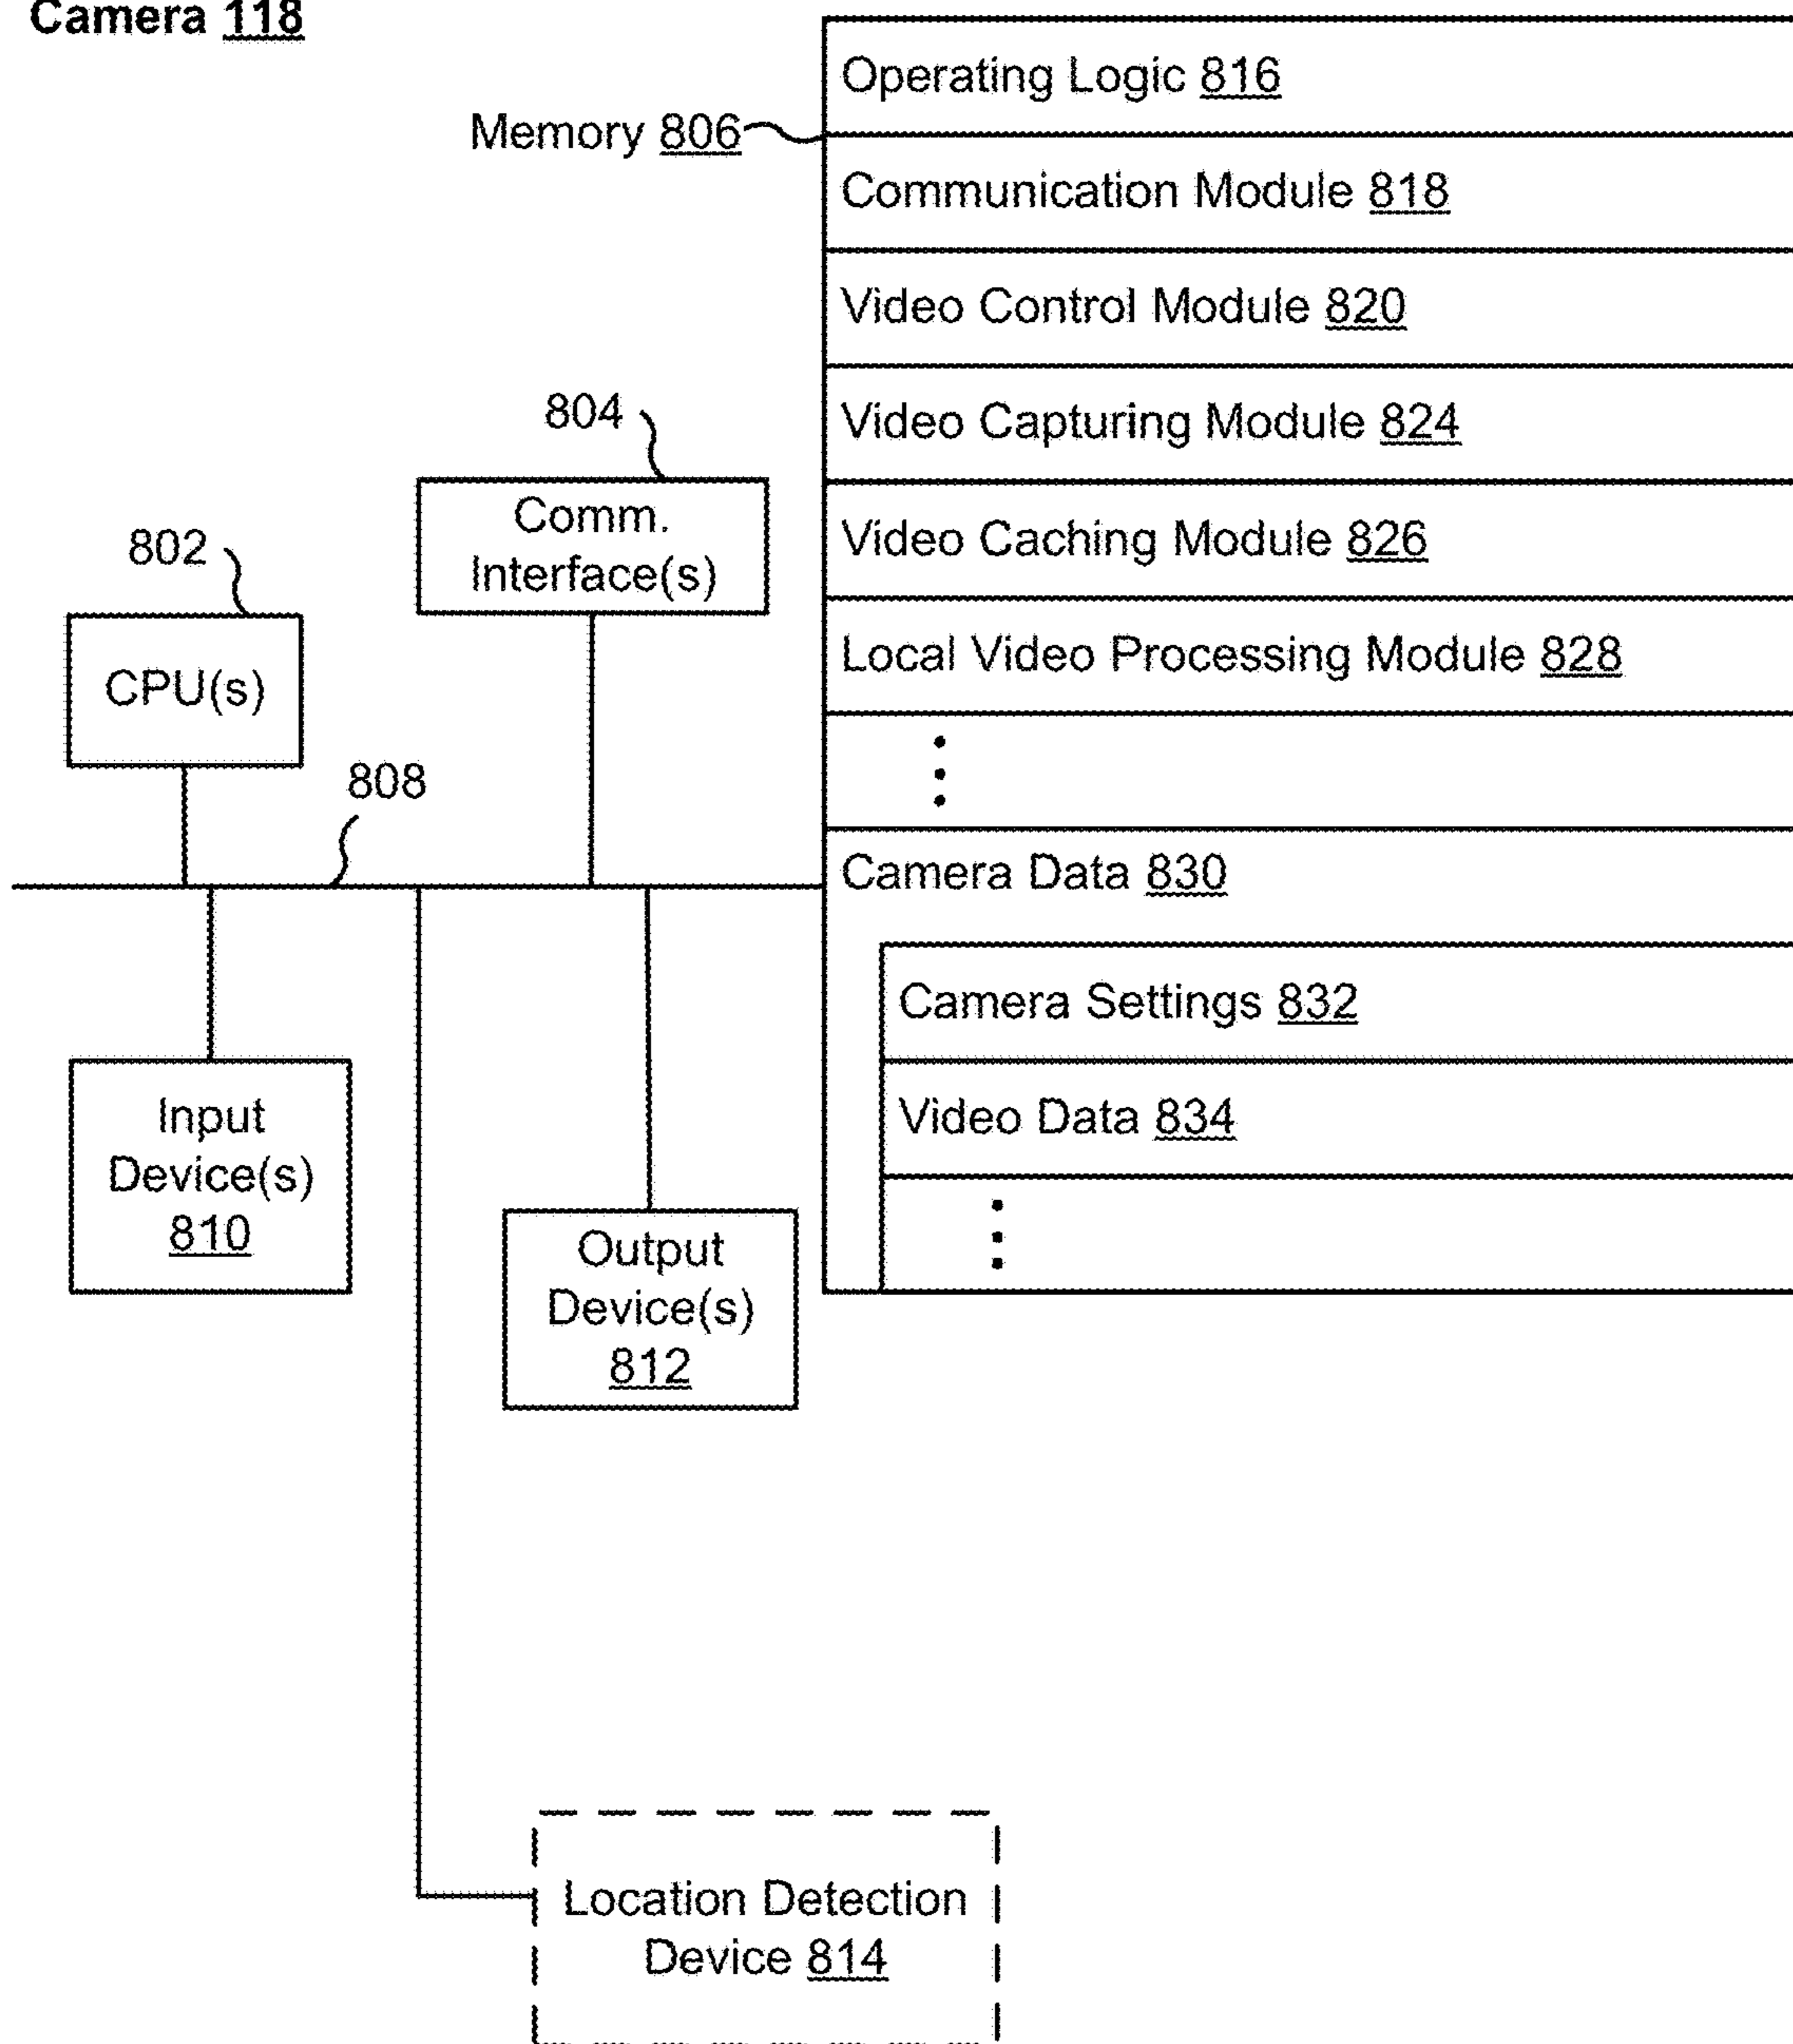 Camera 118
Operating Logic 816
Memory 806
Communication Module 818
Video Control Module 820
Video Capturing Module 824
Video Caching Module 826
Local Video Processing Module 828
804
Comm.
Interface(s)
802
CPU(s)
808
Camera Data 830
Camera Settings 832
Video Data 834
Input
Device(s)
810
Output
Device(s)
812
Location Detection
Device 814